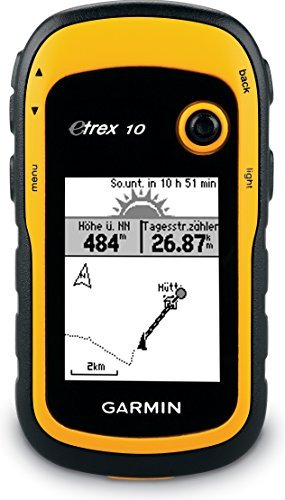 etrex 10
back
menu
light
So.unt. in 10 h 51 min
Höhe ü. NN
484m
Tagesstr.zähler
26.87km
Hütte
2km
GARMIN